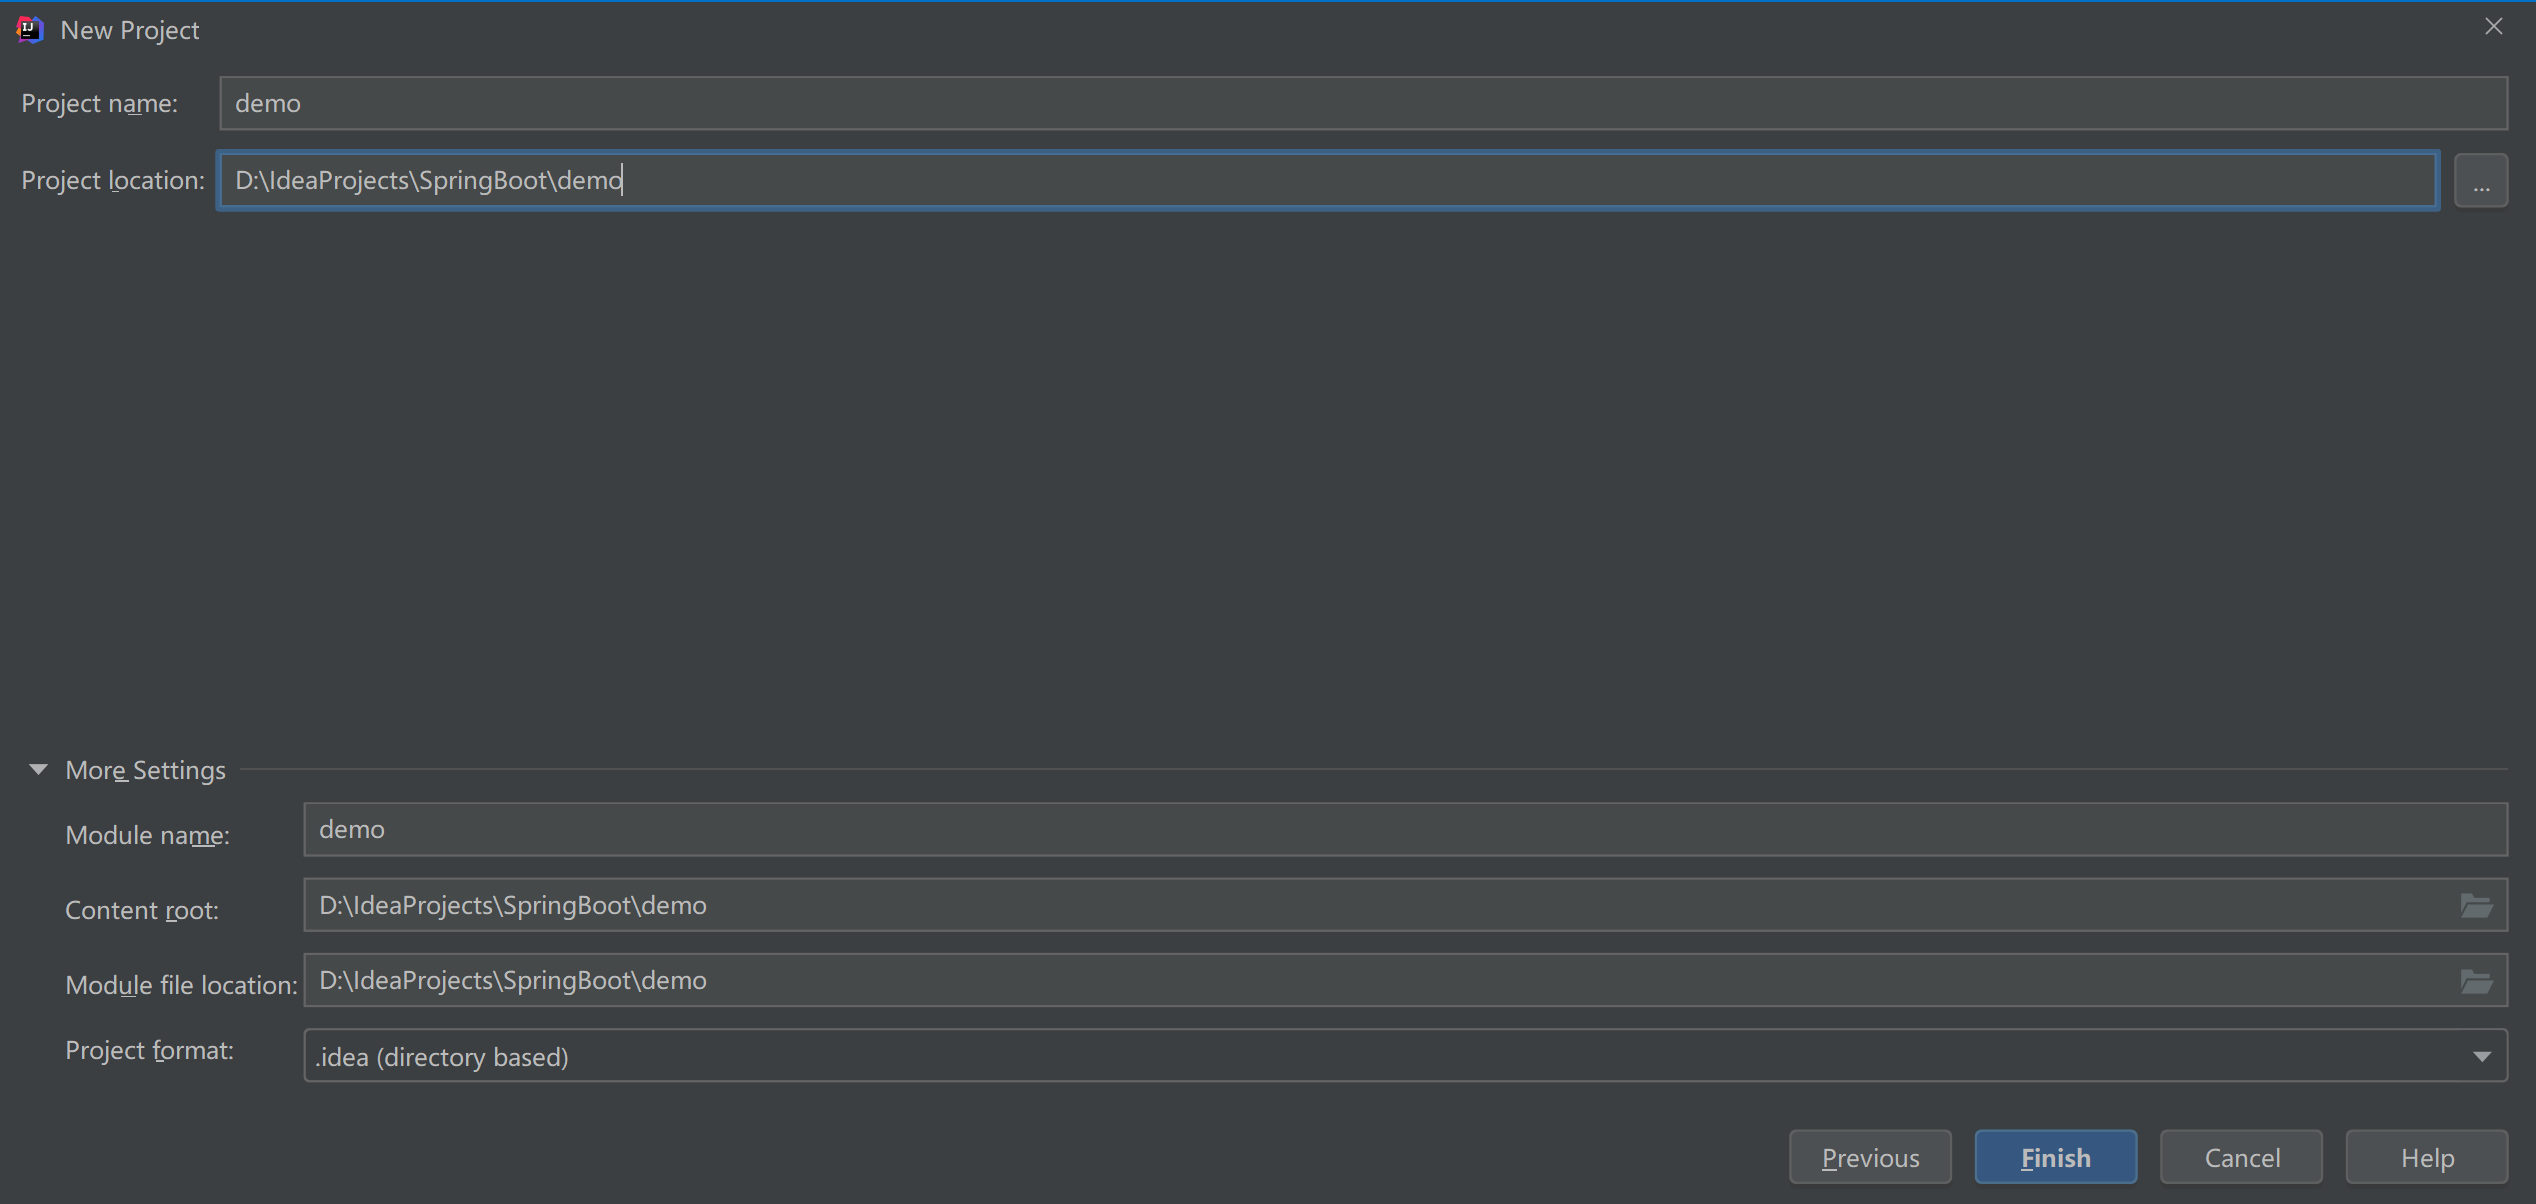 New Project
Project name: demo
Project location: D:\IdeaProjects\SpringBoot\demo ...
More Settings
Module name: demo
Content root: D:\IdeaProjects\SpringBoot\demo
Module file location: D:\IdeaProjects\SpringBoot\demo
Project format: .idea (directory based)
Previous Finish Cancel Help